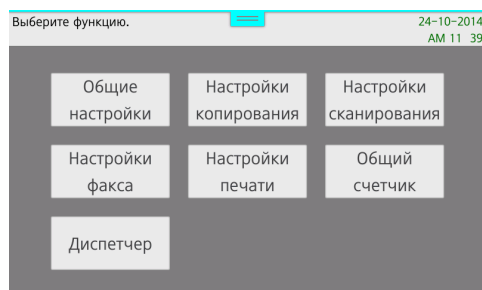 Выберите функцию.
24-10-2014
AM 11 39
Общие
настройки
Настройки
копирования
Настройки
сканирования
Настройки
факса
Настройки
печати
Общий
счетчик
Диспетчер